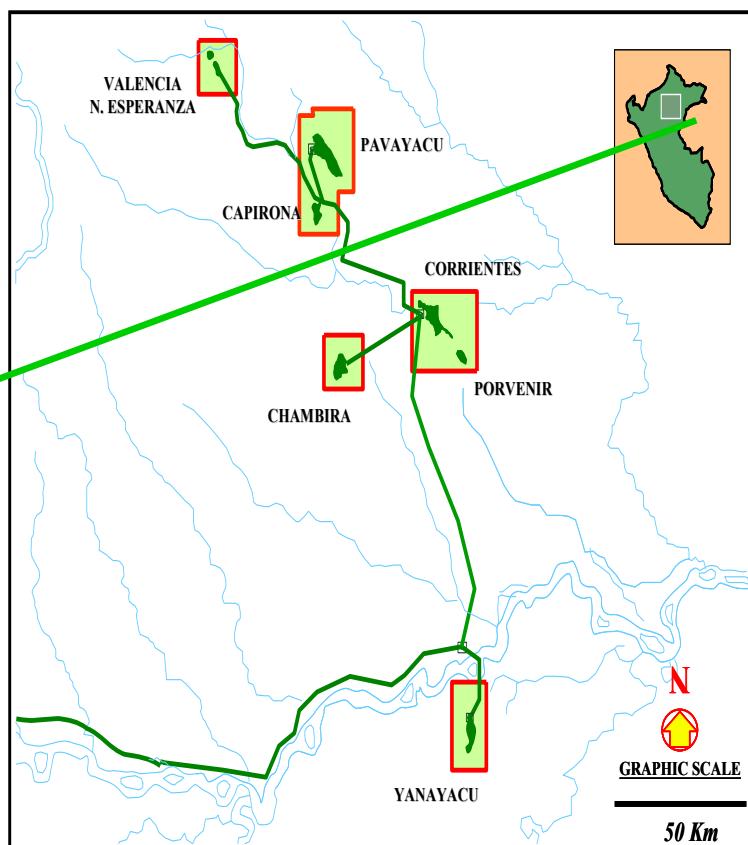 VALENCIA
N. ESPERANZA
PAVAYACU
CAPIRONA
CORRIENTES
CHAMBIRA
PORVENIR
YANAYACU
N
GRAPHIC SCALE
50 Km